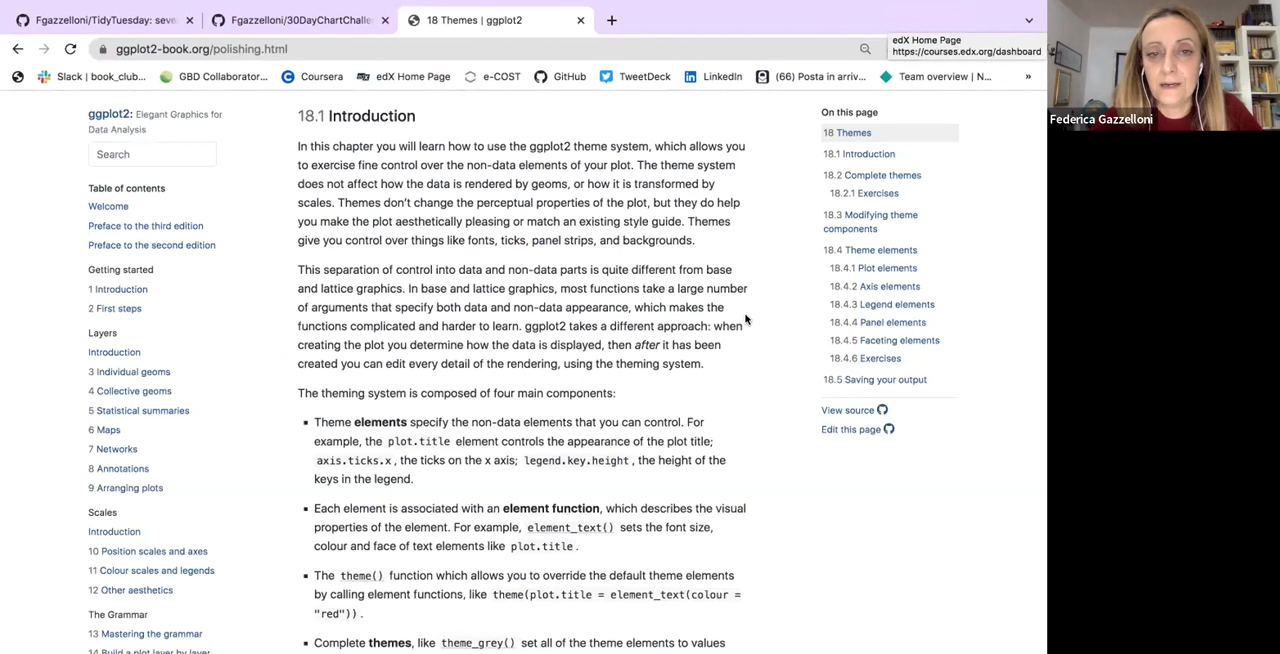 Fgazzelloni/TidyTuesday: seve
Fgazzelloni/30DayChartChalle
18 Themes | ggplot2
ggplot2-book.org/polishing.html
edX Home Page
https://courses.edx.org/dashboard
Slack | book_club...
GBD Collaborator...
Coursera
edX Home Page
e-COST
GitHub
TweetDeck
LinkedIn
(66) Posta in arriv...
Team overview | N...
»
Federica Gazzelloni
ggplot2: Elegant Graphics for
Data Analysis
Search
Table of contents
Welcome
Preface to the third edition
Preface to the second edition
Getting started
1 Introduction
2 First steps
Layers
Introduction
3 Individual geoms
4 Collective geoms
5 Statistical summaries
6 Maps
7 Networks
8 Annotations
9 Arranging plots
Scales
Introduction
10 Position scales and axes
11 Colour scales and legends
12 Other aesthetics
The Grammar
13 Mastering the grammar
14 Build a plot layer by layer
18.1 Introduction
In this chapter you will learn how to use the ggplot2 theme system, which allows you
to exercise fine control over the non-data elements of your plot. The theme system
does not affect how the data is rendered by geoms, or how it is transformed by
scales. Themes don't change the perceptual properties of the plot, but they do help
you make the plot aesthetically pleasing or match an existing style guide. Themes
give you control over things like fonts, ticks, panel strips, and backgrounds.
This separation of control into data and non-data parts is quite different from base
and lattice graphics. In base and lattice graphics, most functions take a large number
of arguments that specify both data and non-data appearance, which makes the
functions complicated and harder to learn. ggplot2 takes a different approach: when
creating the plot you determine how the data is displayed, then after it has been
created you can edit every detail of the rendering, using the theming system.
The theming system is composed of four main components:
▪ Theme elements specify the non-data elements that you can control. For
example, the plot.title element controls the appearance of the plot title;
axis.ticks.x, the ticks on the x axis; legend.key.height, the height of the
keys in the legend.
▪ Each element is associated with an element function, which describes the visual
properties of the element. For example, element_text() sets the font size,
colour and face of text elements like plot.title.
▪ The theme() function which allows you to override the default theme elements
by calling element functions, like theme(plot.title = element_text(colour =
"red")).
▪ Complete themes, like theme_grey() set all of the theme elements to values
On this page
18 Themes
18.1 Introduction
18.2 Complete themes
18.2.1 Exercises
18.3 Modifying theme
components
18.4 Theme elements
18.4.1 Plot elements
18.4.2 Axis elements
18.4.3 Legend elements
18.4.4 Panel elements
18.4.5 Faceting elements
18.4.6 Exercises
18.5 Saving your output
View source
Edit this page